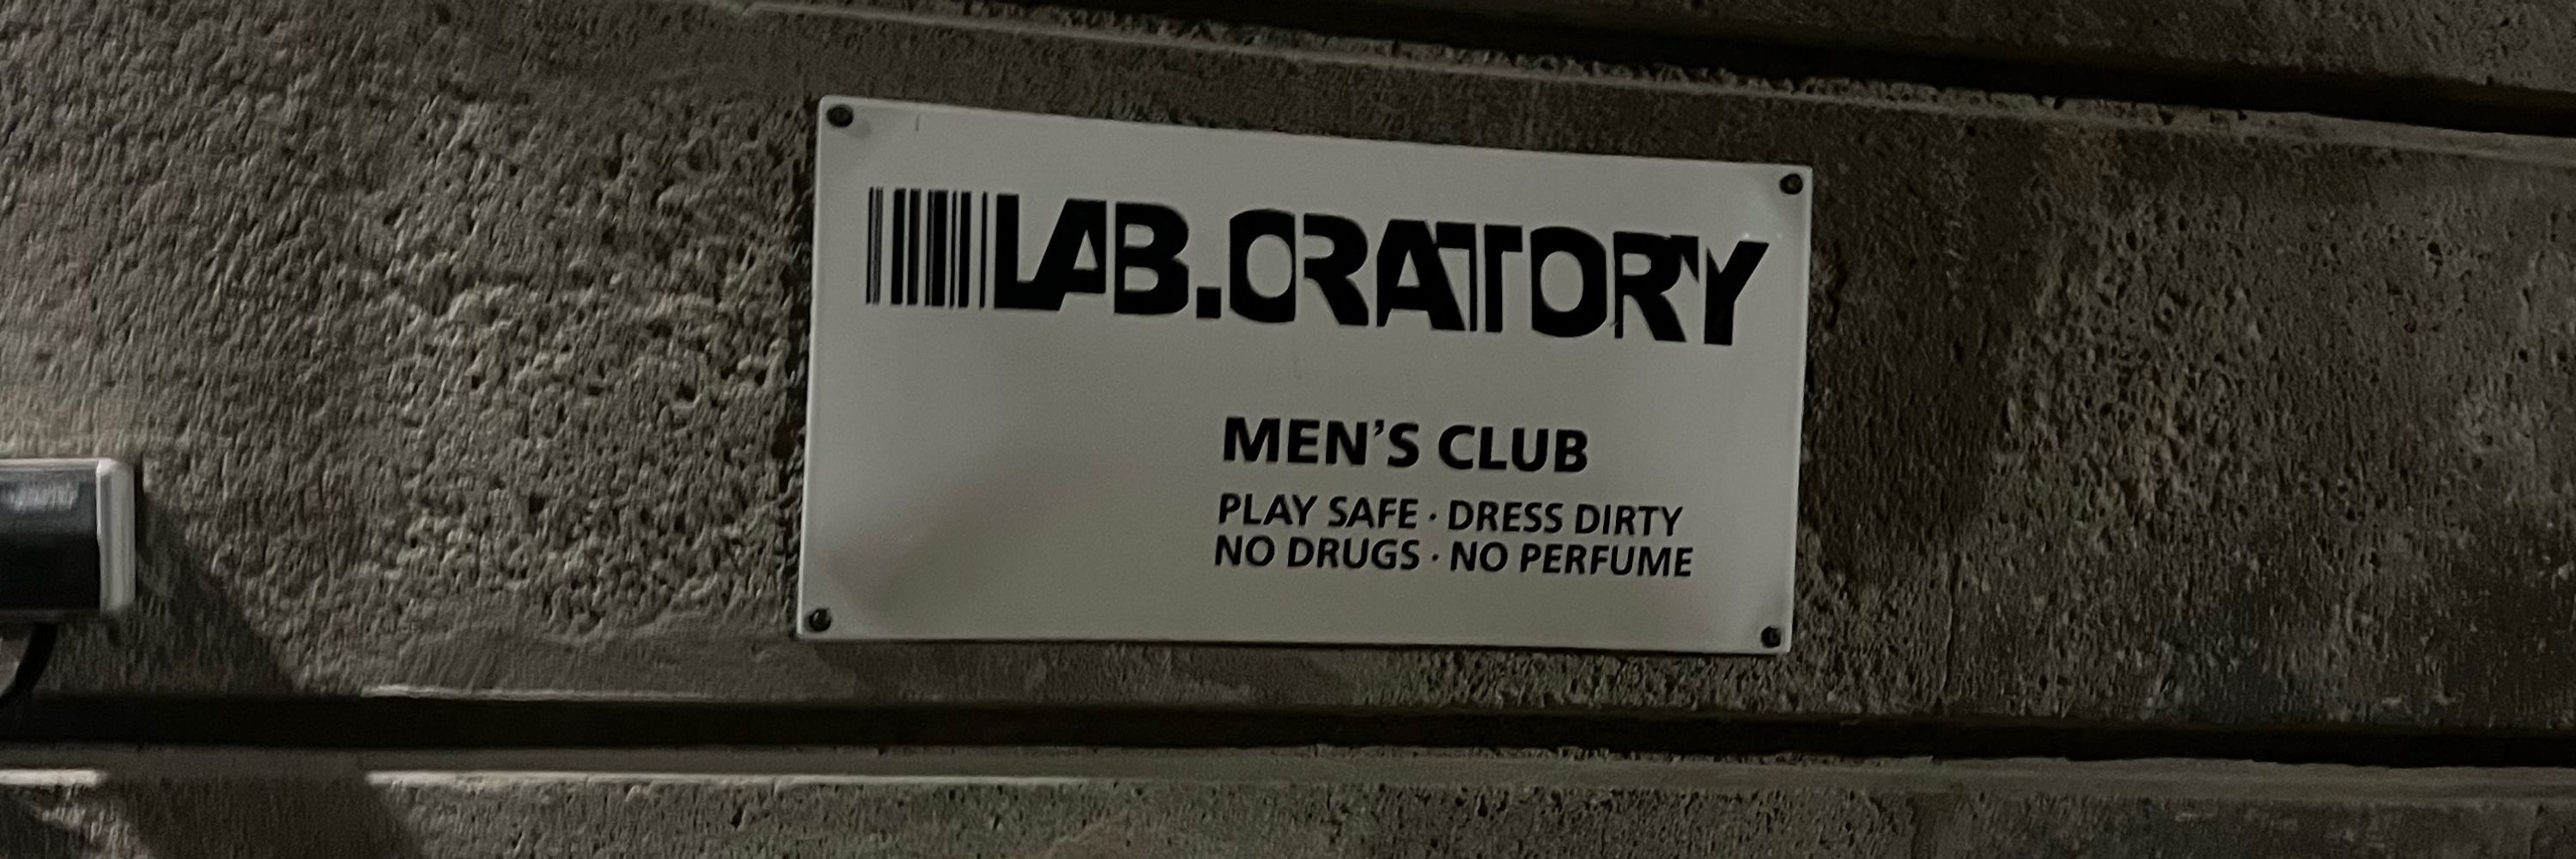 LAB.ORATORY
MEN'S CLUB
PLAY SAFE · DRESS DIRTY
NO DRUGS · NO PERFUME